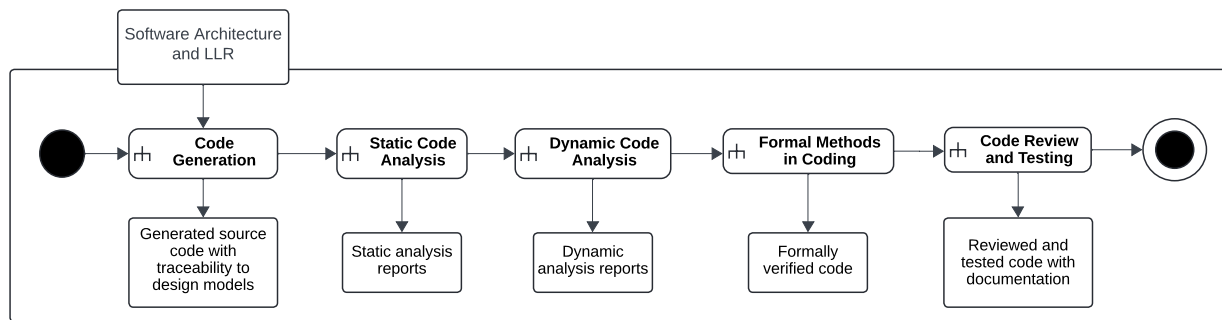 Software Architecture
and LLR
Code
Generation
Static Code
Analysis
Dynamic Code
Analysis
Formal Methods
in Coding
Code Review
and Testing
Generated source
code with
traceability to
design models
Static analysis
reports
Dynamic
analysis reports
Formally
verified code
Reviewed and
tested code with
documentation